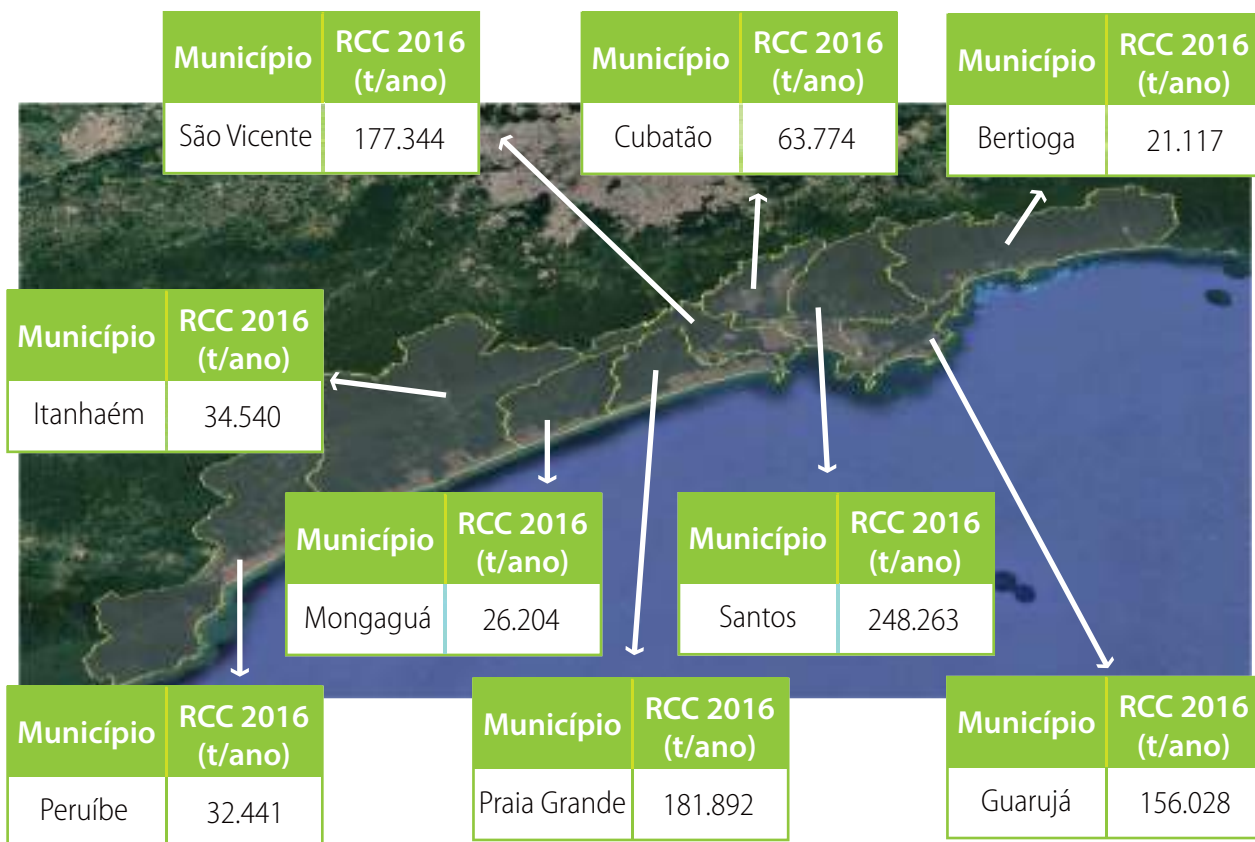 Município RCC 2016 (t/ano)
São Vicente 177.344
Município RCC 2016 (t/ano)
Cubatão 63.774
Município RCC 2016 (t/ano)
Bertioga 21.117
Município RCC 2016 (t/ano)
Itanhaém 34.540
Município RCC 2016 (t/ano)
Mongaguá 26.204
Município RCC 2016 (t/ano)
Santos 248.263
Município RCC 2016 (t/ano)
Peruíbe 32.441
Município RCC 2016 (t/ano)
Praia Grande 181.892
Município RCC 2016 (t/ano)
Guarujá 156.028